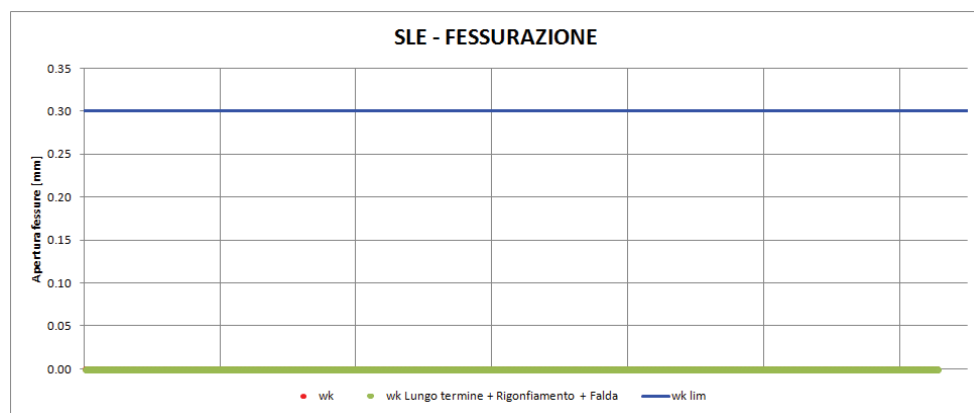 SLE - FESSURAZIONE
0.35
0.30
0.25
0.20
0.15
0.10
0.05
0.00
Apertura fessure [mm]
wk
wk Lungo termine + Rigonfiamento + Falda
wk lim